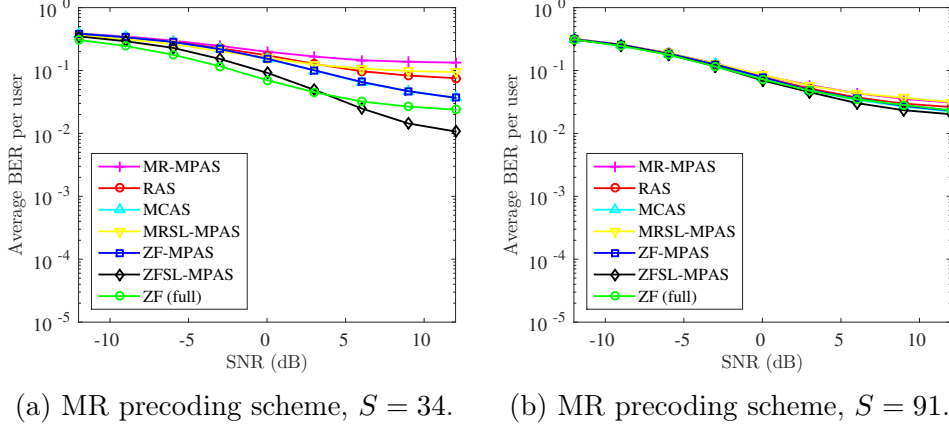 10 0
10 -1
10 -2
10 -3
10 -4
10 -5
Average BER per user
MR-MPAS
RAS
MCAS
MRSL-MPAS
ZF-MPAS
ZFSL-MPAS
ZF (full)
-10 -5 0 5 10
SNR (dB)
(a) MR precoding scheme, S = 34.
10 0
10 -1
10 -2
10 -3
10 -4
10 -5
Average BER per user
MR-MPAS
RAS
MCAS
MRSL-MPAS
ZF-MPAS
ZFSL-MPAS
ZF (full)
-10 -5 0 5 10
SNR (dB)
(b) MR precoding scheme, S = 91.